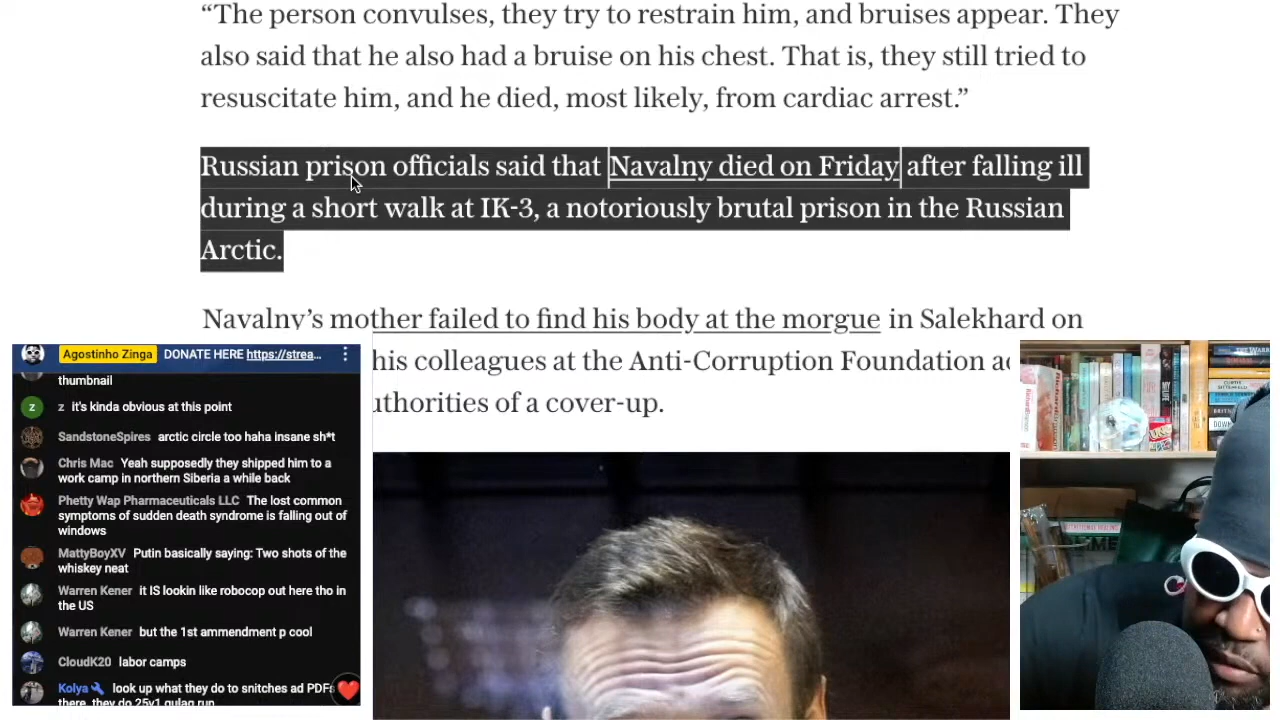 “The person convulses, they try to restrain him, and bruises appear. They
also said that he also had a bruise on his chest. That is, they still tried to
resuscitate him, and he died, most likely, from cardiac arrest.”
Russian prison officials said that Navalny died on Friday after falling ill
during a short walk at IK-3, a notoriously brutal prison in the Russian
Arctic.
Navalny’s mother failed to find his body at the morgue in Salekhard on
his colleagues at the Anti-Corruption Foundation
uthorities of a cover-up.
Agostinho Zinga DONATE HERE https://strea...
thumbnail
z z it's kinda obvious at this point
SandstoneSpires arctic circle too haha insane sh*t
Chris Mac Yeah supposedly they shipped him to a
work camp in northern Siberia a while back
Phetty Wap Pharmaceuticals LLC The lost common
symptoms of sudden death syndrome is falling out of
windows
MattyBoyXV Putin basically saying: Two shots of the
whiskey neat
Warren Kener it IS lookin like robocop out here tho in
the US
Warren Kener but the 1st ammendment p cool
CloudK20 labor camps
Kolya look up what they do to snitches ad PDFs
there, they do 25v1 gulag run
UNO